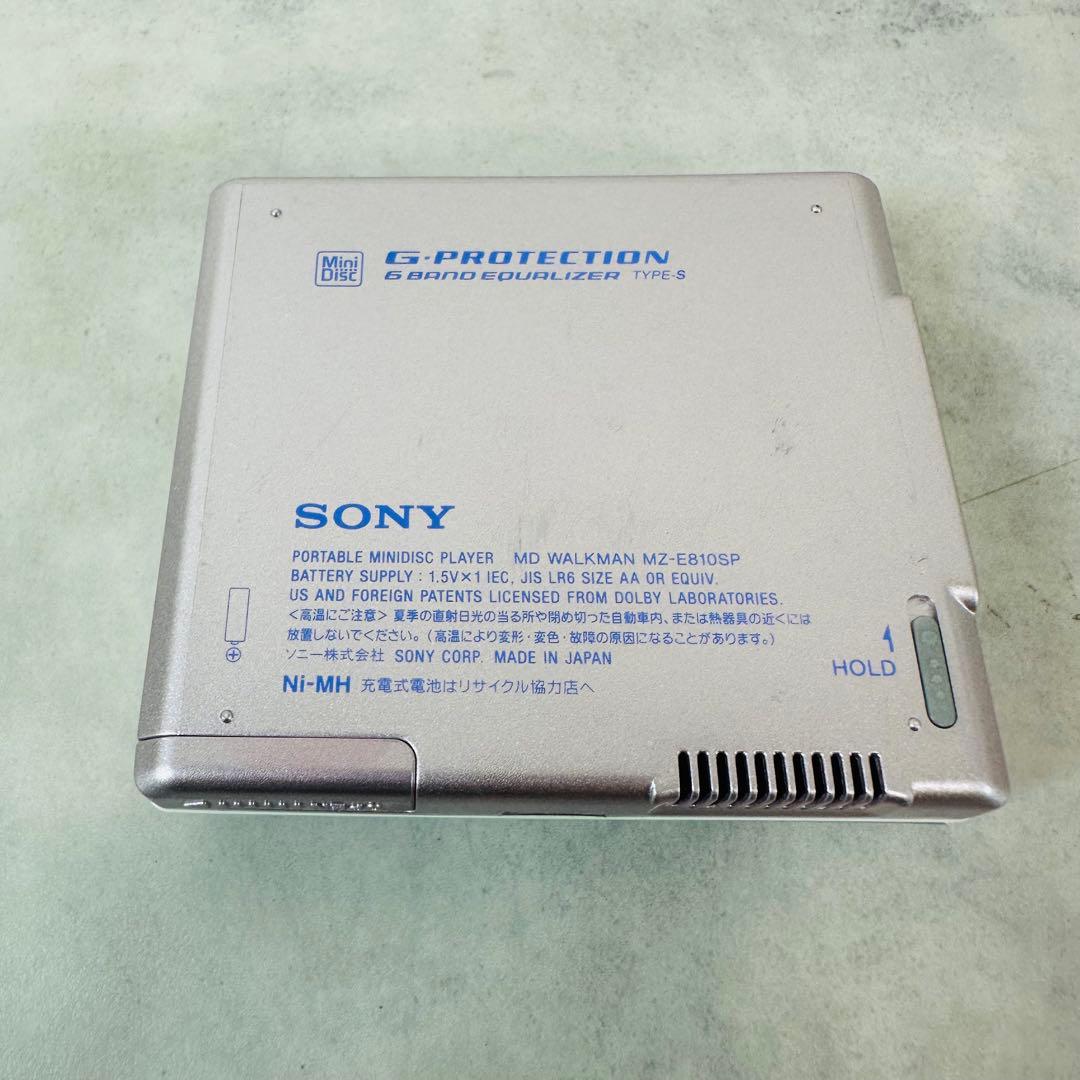 Mini Disc
G·PROTECTION
6 BAND EQUALIZER TYPE-S
SONY
PORTABLE MINIDISC PLAYER MD WALKMAN MZ-E810SP
BATTERY SUPPLY : 1.5V×1 IEC, JIS LR6 SIZE AA OR EQUIV.
US AND FOREIGN PATENTS LICENSED FROM DOLBY LABORATORIES.
<高温にご注意> 夏季の直射日光の当る所や閉め切った自動車内、または熱器具の近くには
放置しないでください。(高温により変形・変色・故障の原因になることがあります。)
ソニー株式会社 SONY CORP. MADE IN JAPAN
Ni-MH 充電式電池はリサイクル協力店へ
HOLD